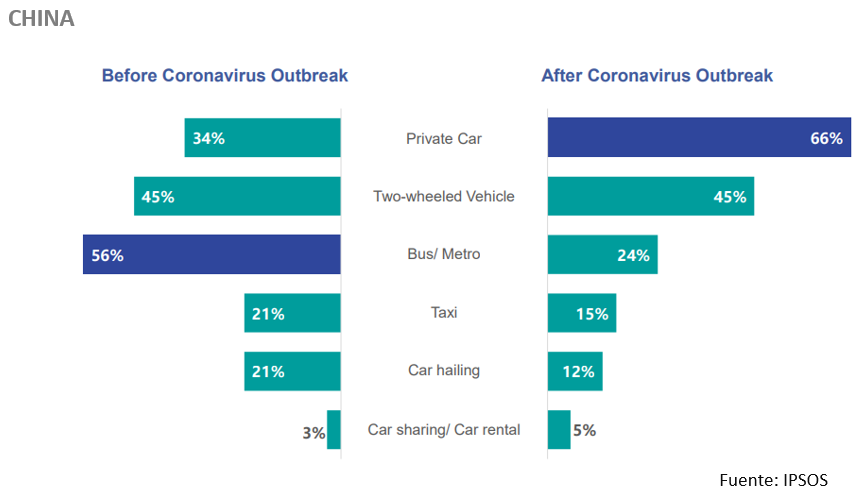 CHINA
Before Coronavirus Outbreak
After Coronavirus Outbreak
34%
Private Car
66%
45%
Two-wheeled Vehicle
45%
56%
Bus/ Metro
24%
21%
Taxi
15%
21%
Car hailing
12%
3%
Car sharing/ Car rental
5%
Fuente: IPSOS